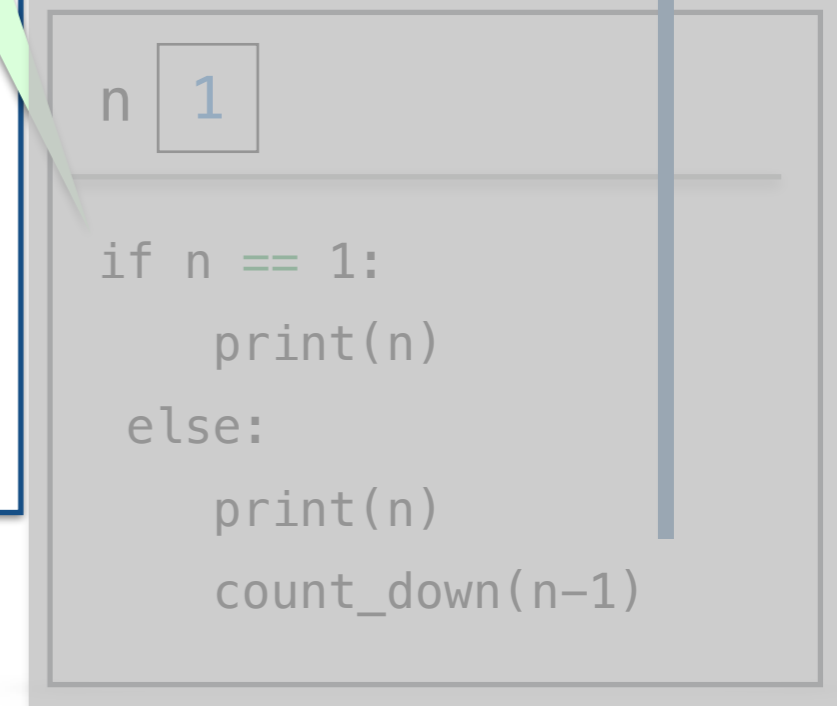 n 1
if n == 1:
    print(n)
 else:
    print(n)
    count_down(n-1)